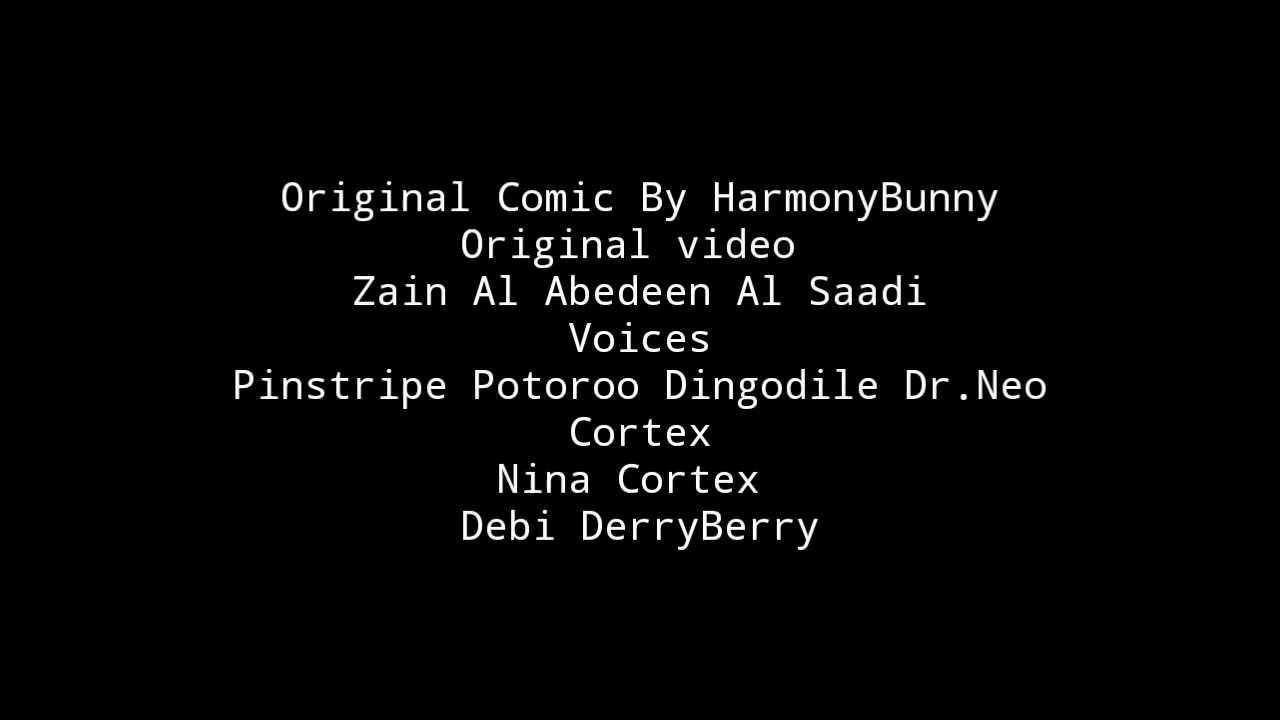 Original Comic By HarmonyBunny
Original video
Zain Al Abedeen Al Saadi
Voices
Pinstripe Potoroo Dingodile Dr.Neo
Cortex
Nina Cortex
Debi DerryBerry